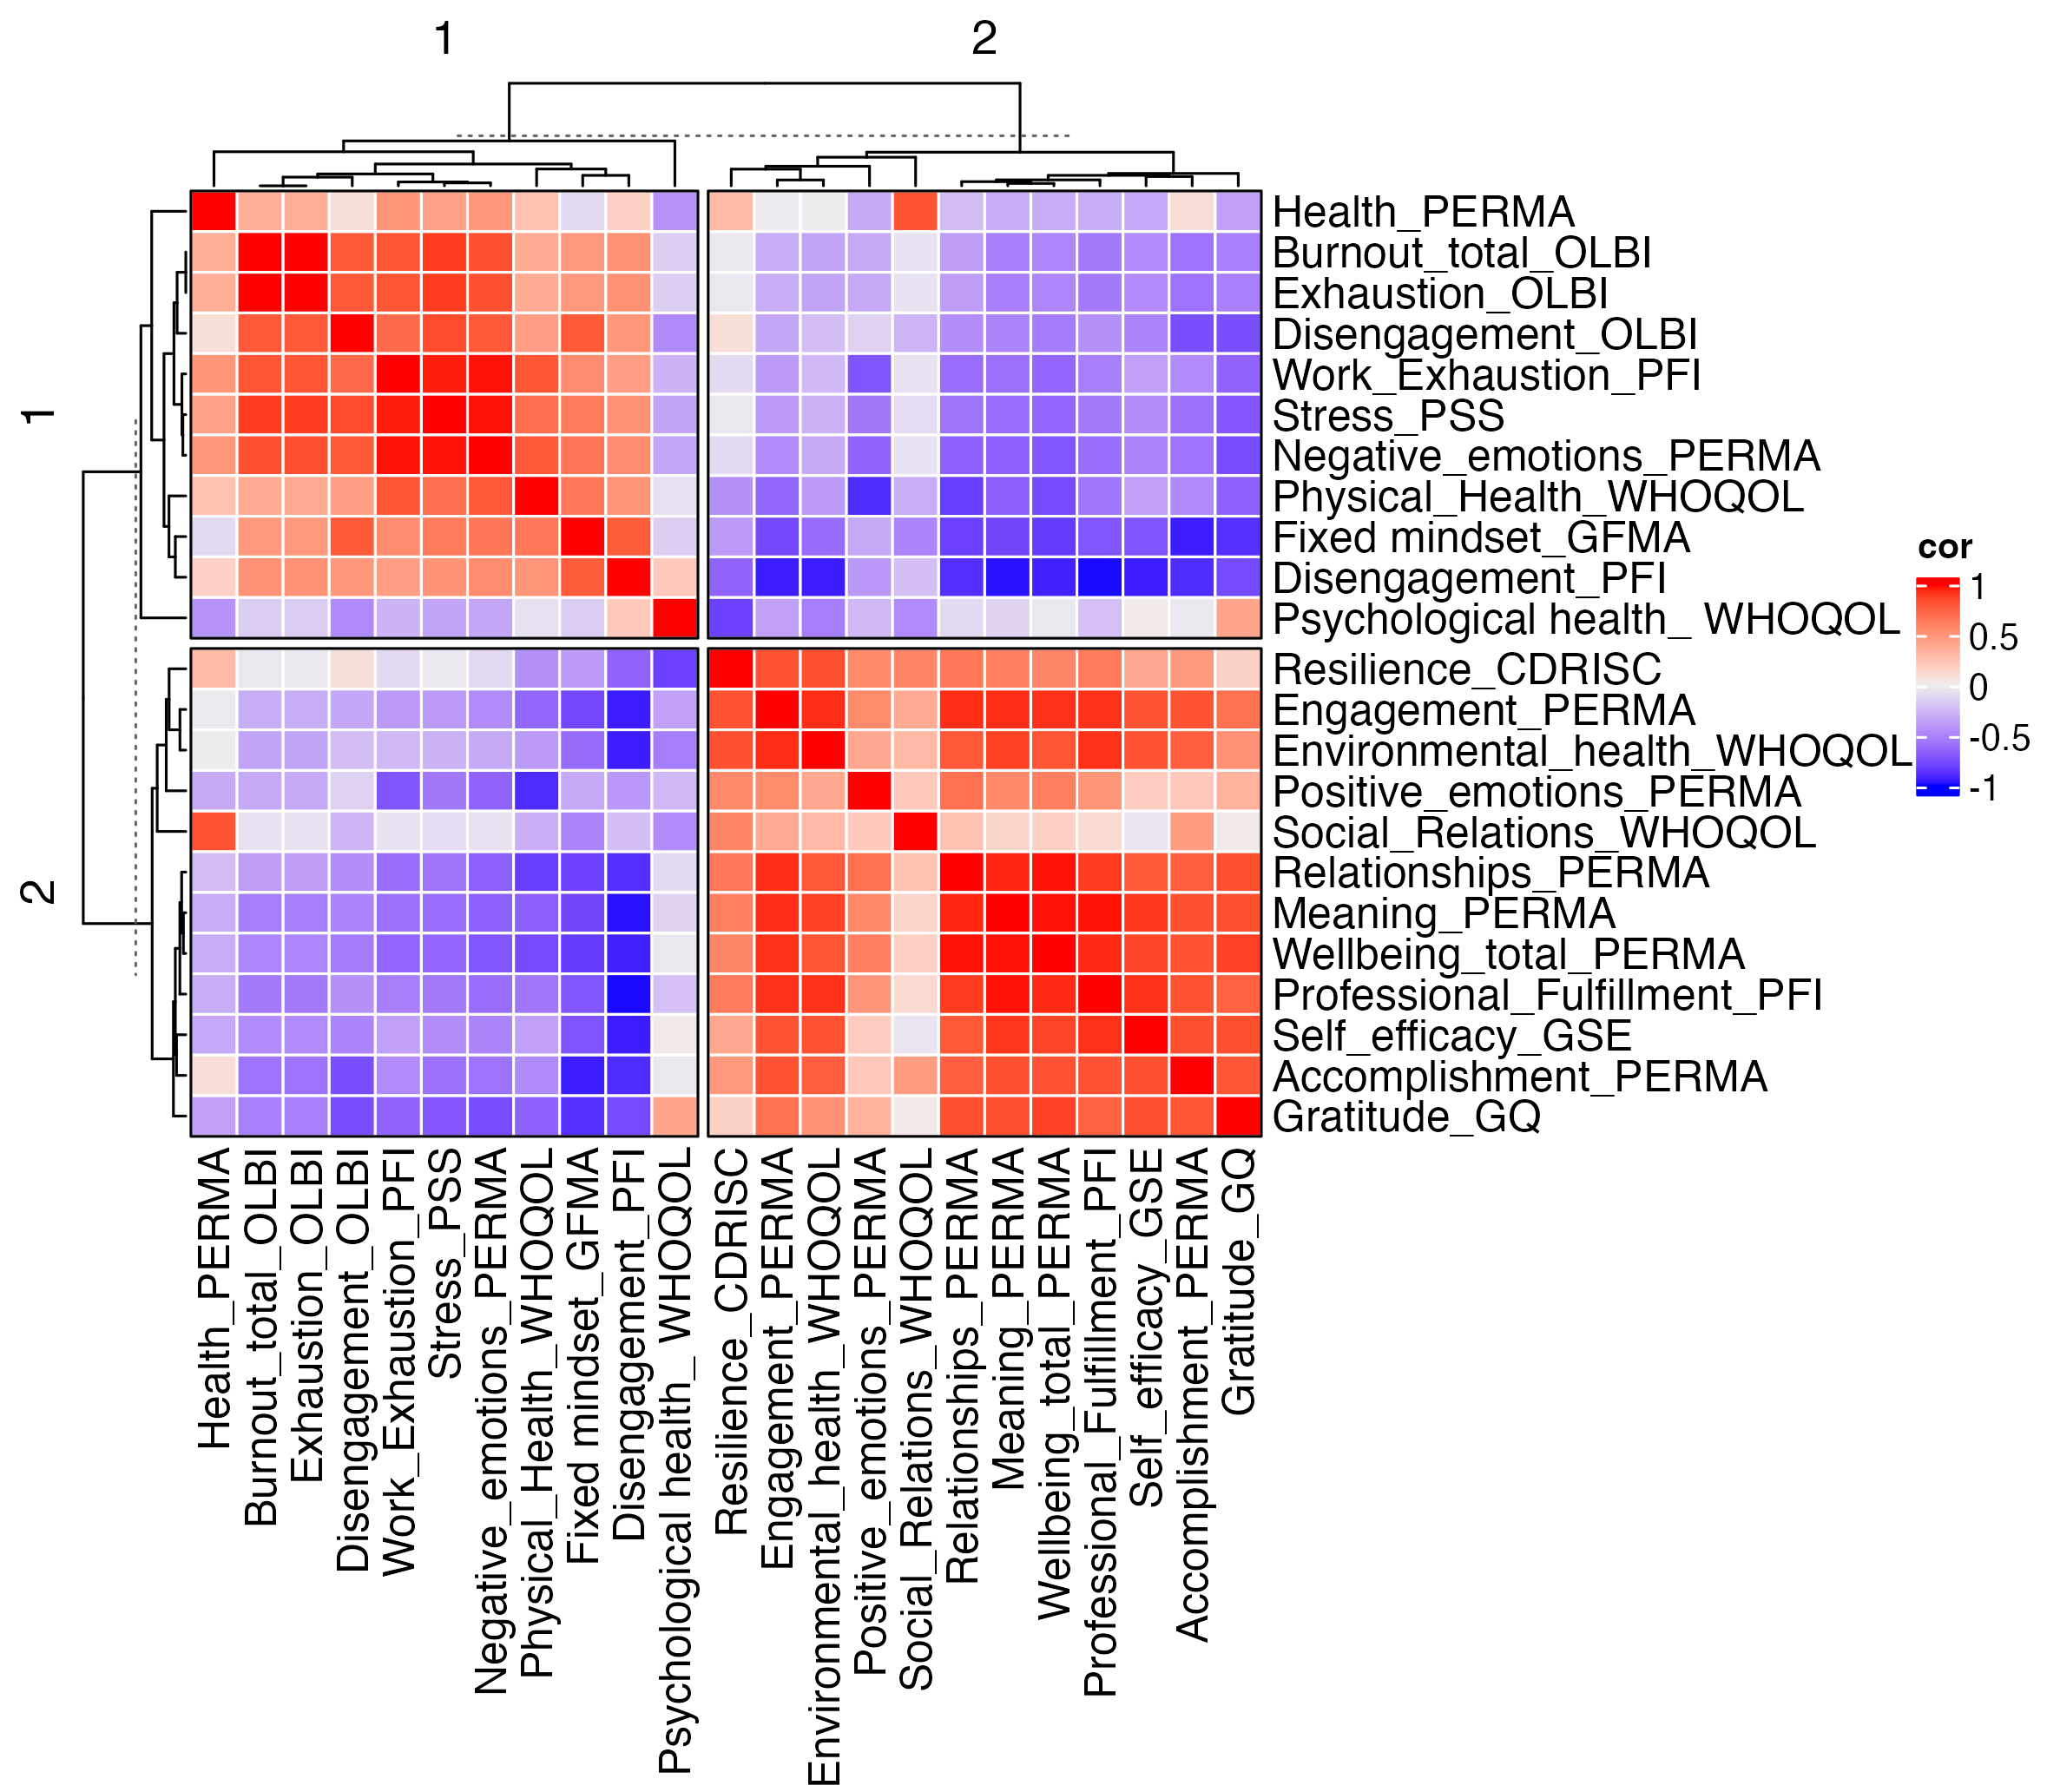 1
2
1
2
Health_PERMA
Burnout_total_OLBI
Exhaustion_OLBI
Disengagement_OLBI
Work_Exhaustion_PFI
Stress_PSS
Negative_emotions_PERMA
Physical_Health_WHOQOL
Fixed mindset_GFMA
Disengagement_PFI
Psychological health_ WHOQOL
Resilience_CDRISC
Engagement_PERMA
Environmental_health_WHOQOL
Positive_emotions_PERMA
Social_Relations_WHOQOL
Relationships_PERMA
Meaning_PERMA
Wellbeing_total_PERMA
Professional_Fulfillment_PFI
Self_efficacy_GSE
Accomplishment_PERMA
Gratitude_GQ
cor
1
0.5
0
-0.5
-1
Health_PERMA
Burnout_total_OLBI
Exhaustion_OLBI
Disengagement_OLBI
Work_Exhaustion_PFI
Stress_PSS
Negative_emotions_PERMA
Physical_Health_WHOQOL
Fixed mindset_GFMA
Disengagement_PFI
Psychological health_ WHOQOL
Resilience_CDRISC
Engagement_PERMA
Environmental_health_WHOQOL
Positive_emotions_PERMA
Social_Relations_WHOQOL
Relationships_PERMA
Meaning_PERMA
Wellbeing_total_PERMA
Professional_Fulfillment_PFI
Self_efficacy_GSE
Accomplishment_PERMA
Gratitude_GQ